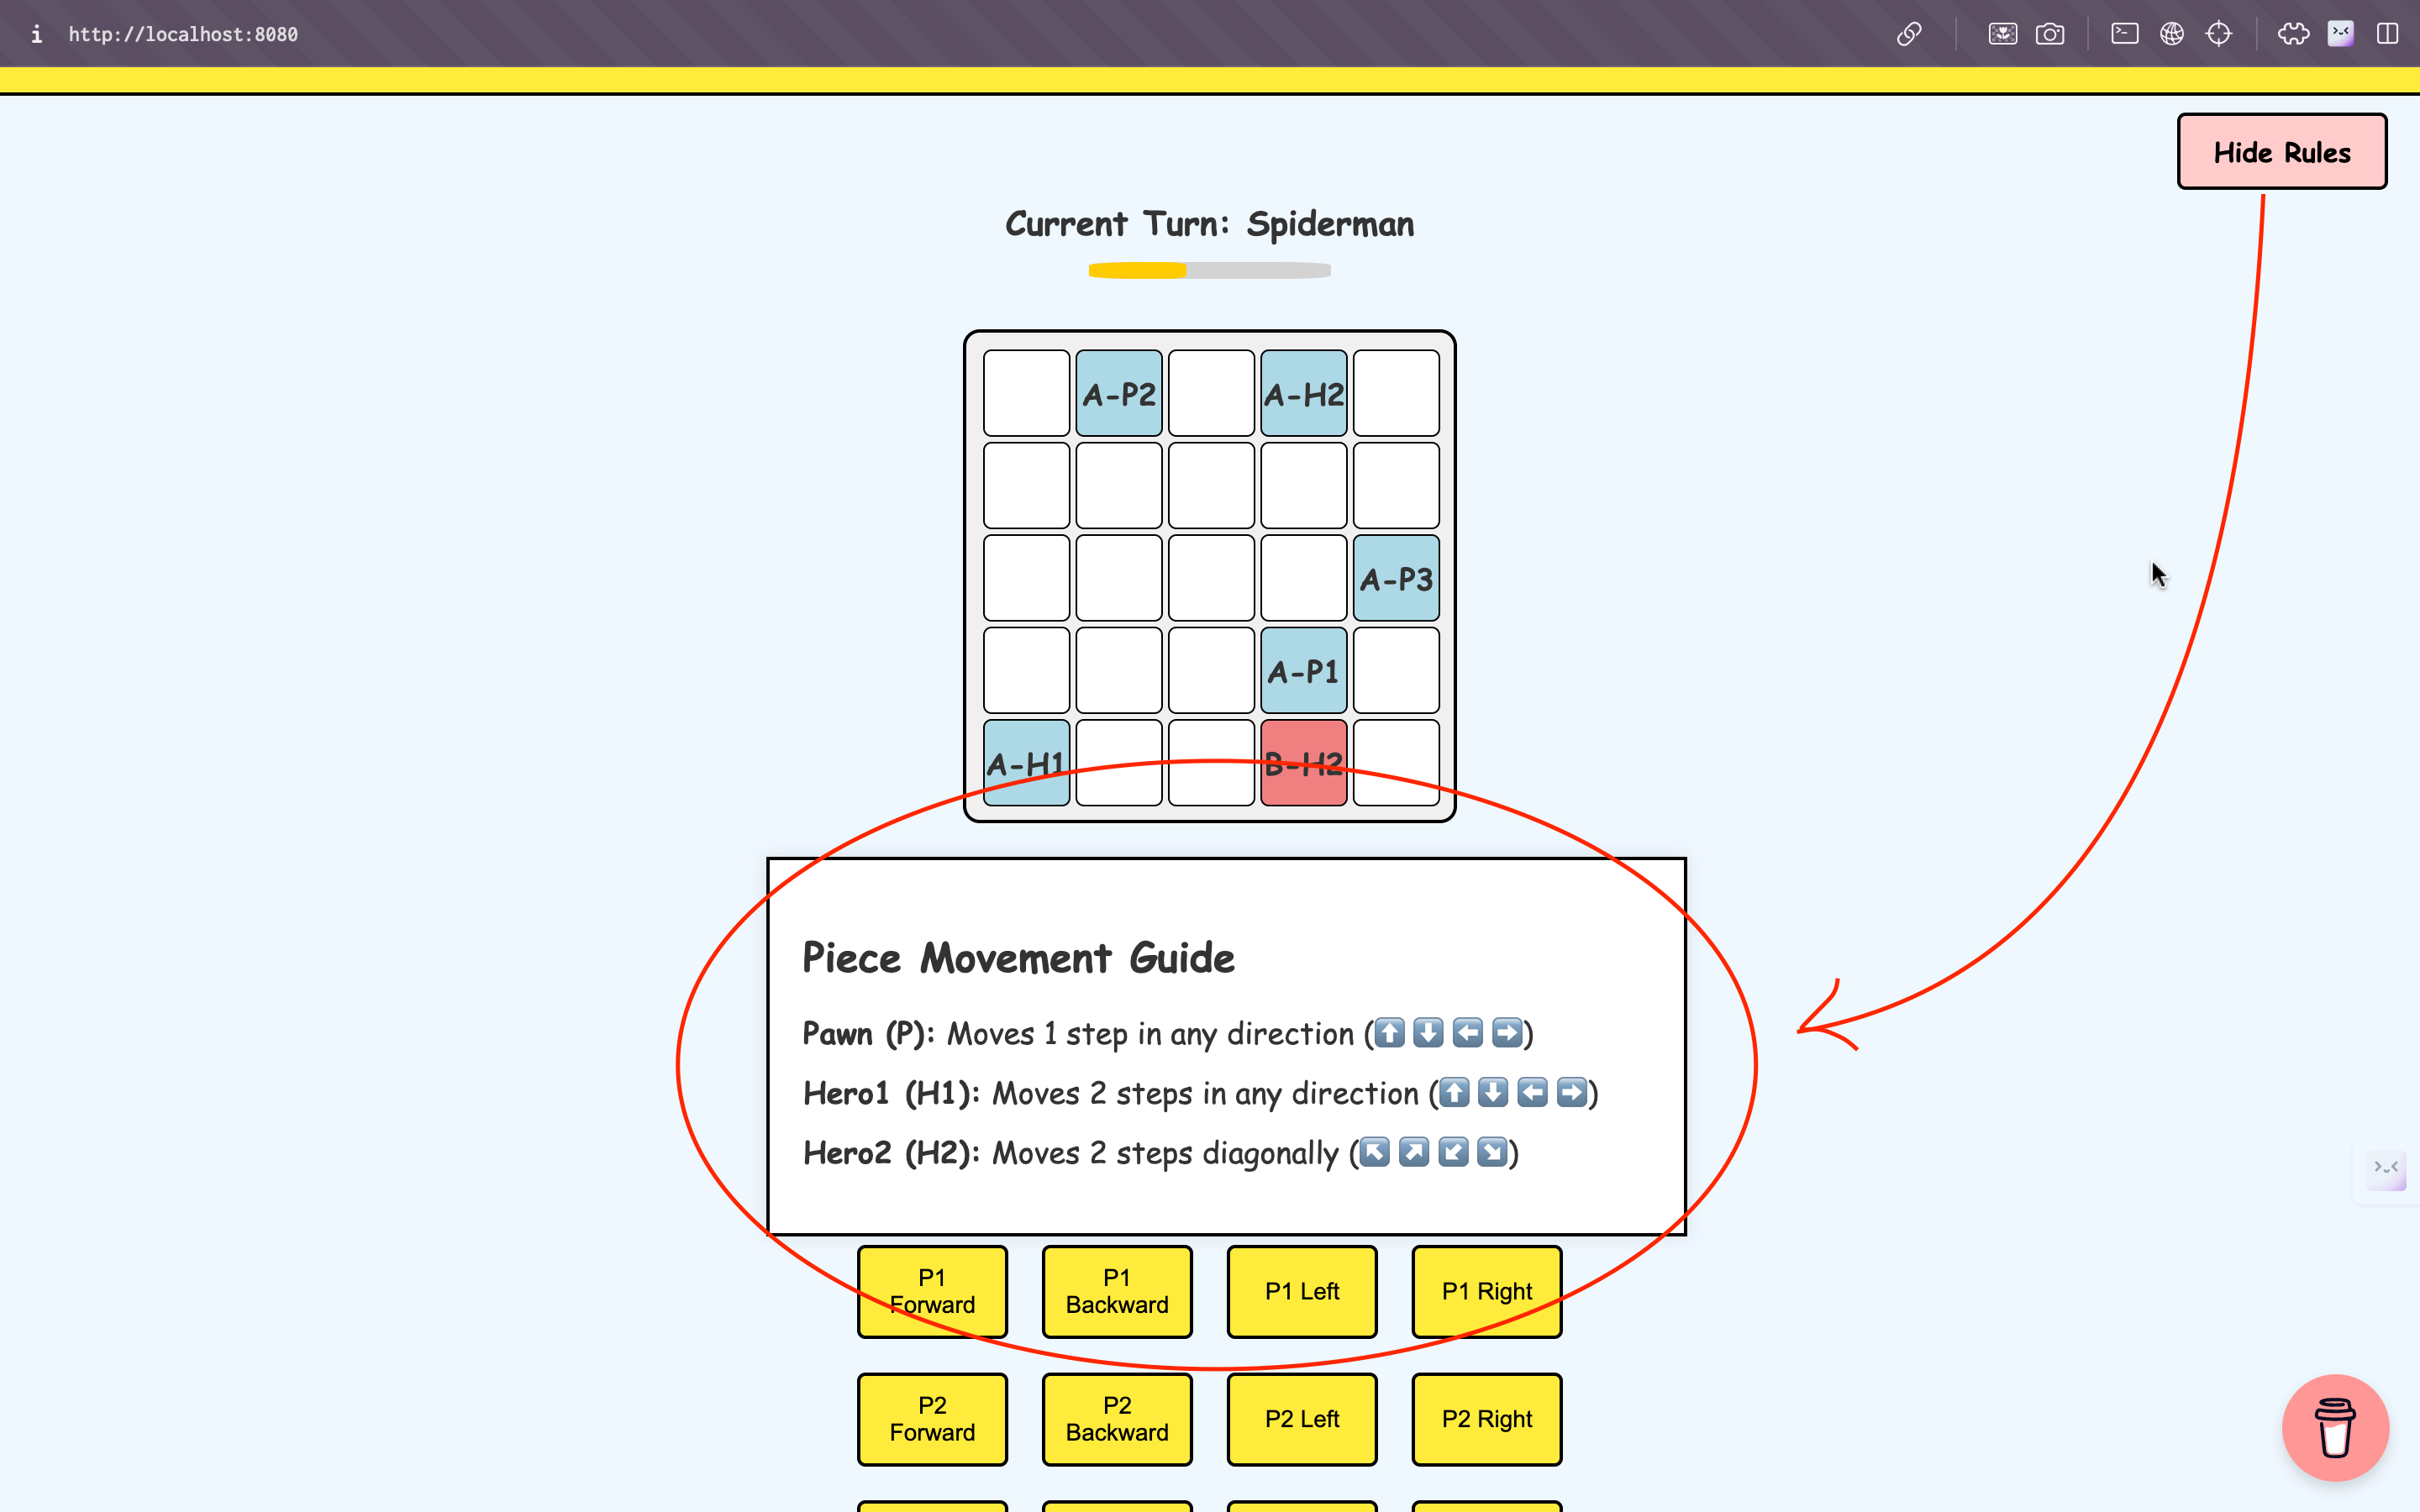 http://localhost:8080
Hide Rules
Current Turn: Spiderman
A-P2 A-H2
A-P3
A-P1
A-H1 B-H2
Piece Movement Guide
Pawn (P): Moves 1 step in any direction (⬆️ ⬇️ ⬅️ ➡️)
Hero1 (H1): Moves 2 steps in any direction (⬆️ ⬇️ ⬅️ ➡️)
Hero2 (H2): Moves 2 steps diagonally (↖️ ↗️ ↙️ ↘️)
P1 Forward
P1 Backward
P1 Left
P1 Right
P2 Forward
P2 Backward
P2 Left
P2 Right